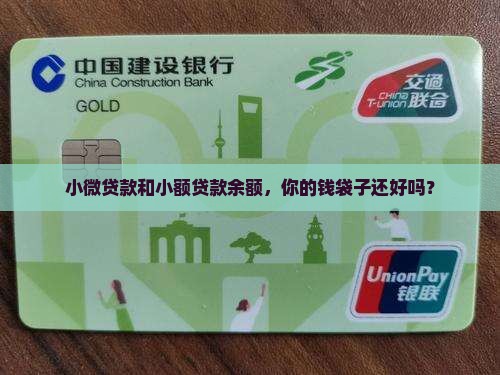 中国建设银行
China Construction Bank
GOLD
交通
CHINA
T-UNION 联合
小微贷款和小额贷款余额，你的钱袋子还好吗？
UnionPay
银联